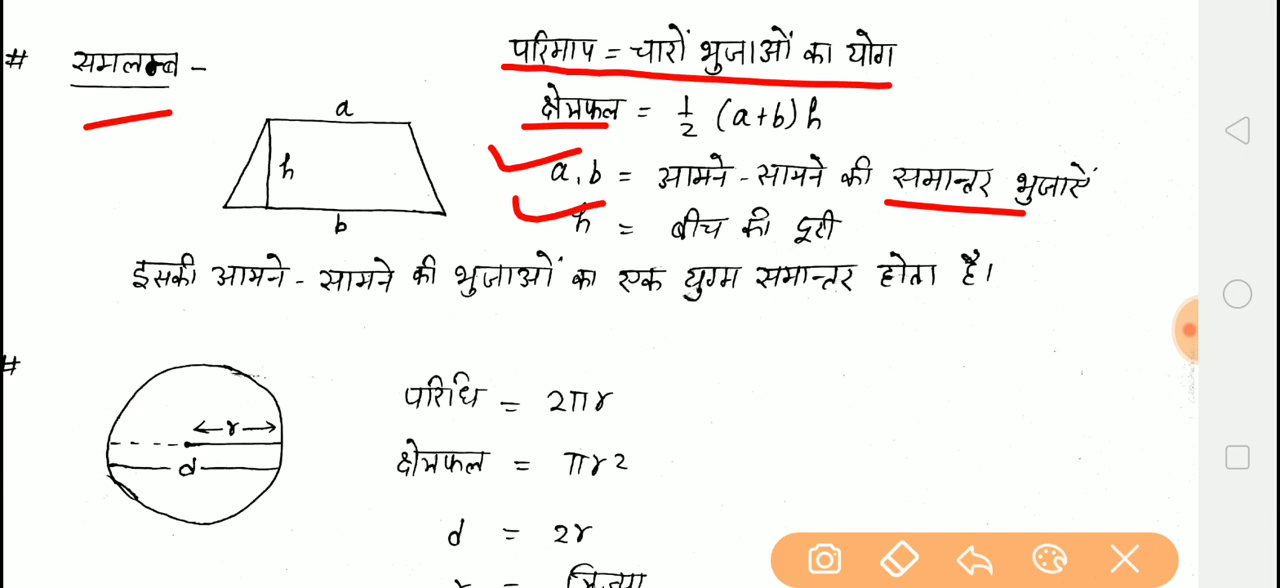 # समलम्ब -
परिमाप = चारों भुजाओं का योग
क्षेत्रफल = 1/2 (a+b) h
a, b = आमने - सामने की समान्तर भुजाऐं
h = बीच की दूरी
a
h
b
इसकी आमने - सामने की भुजाओं का एक युग्म समान्तर होता है।
#
r
d
परिधि = 2πr
क्षेत्रफल = πr2
d = 2r
r = त्रिज्या